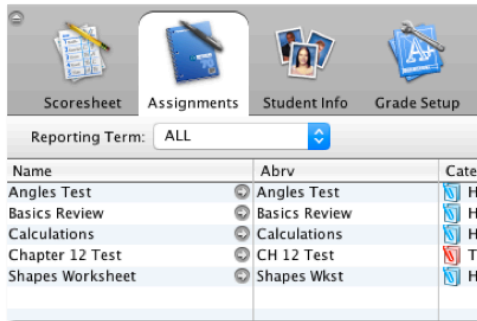 Scoresheet Assignments Student Info Grade Setup
Reporting Term: ALL
Name Abrv Cate
Angles Test Angles Test H
Basics Review Basics Review H
Calculations Calculations H
Chapter 12 Test CH 12 Test T
Shapes Worksheet Shapes Wkst H